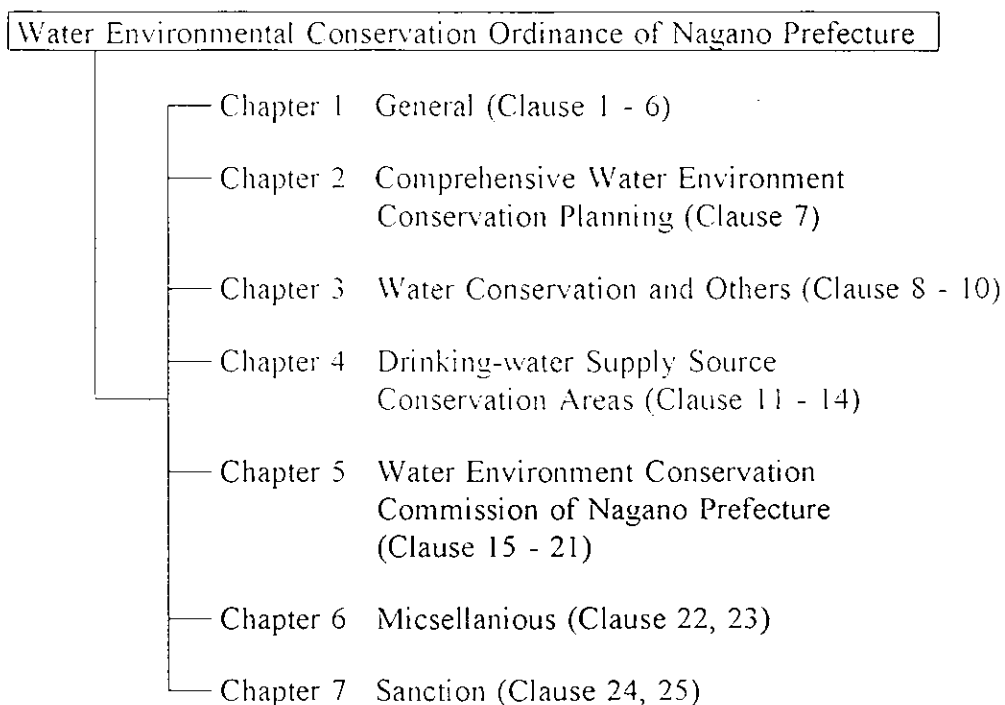 Water Environmental Conservation Ordinance of Nagano Prefecture
Chapter 1 General (Clause 1 - 6)
Chapter 2 Comprehensive Water Environment
Conservation Planning (Clause 7)
Chapter 3 Water Conservation and Others (Clause 8 - 10)
Chapter 4 Drinking-water Supply Source
Conservation Areas (Clause 11 - 14)
Chapter 5 Water Environment Conservation
Commission of Nagano Prefecture
(Clause 15 - 21)
Chapter 6 Micsellanious (Clause 22, 23)
Chapter 7 Sanction (Clause 24, 25)